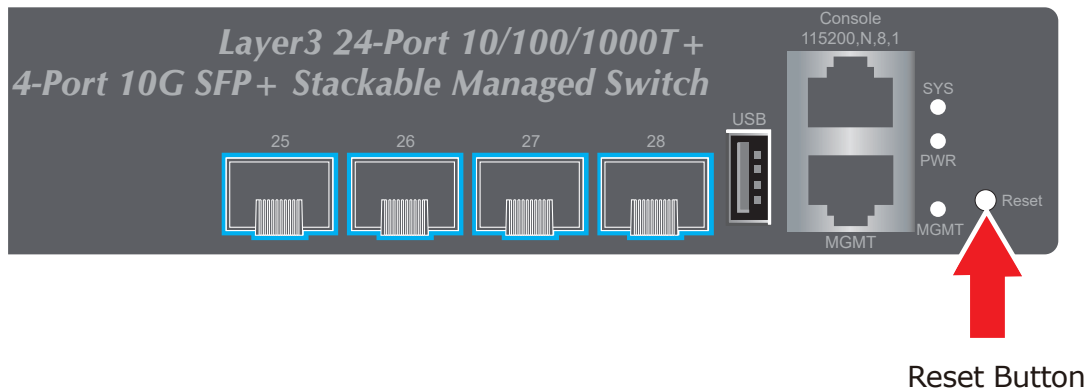 Layer3 24-Port 10/100/1000T+
4-Port 10G SFP+ Stackable Managed Switch
Console
115200,N,8,1
SYS
USB
25 26 27 28
PWR
Reset
MGMT
MGMT
Reset Button